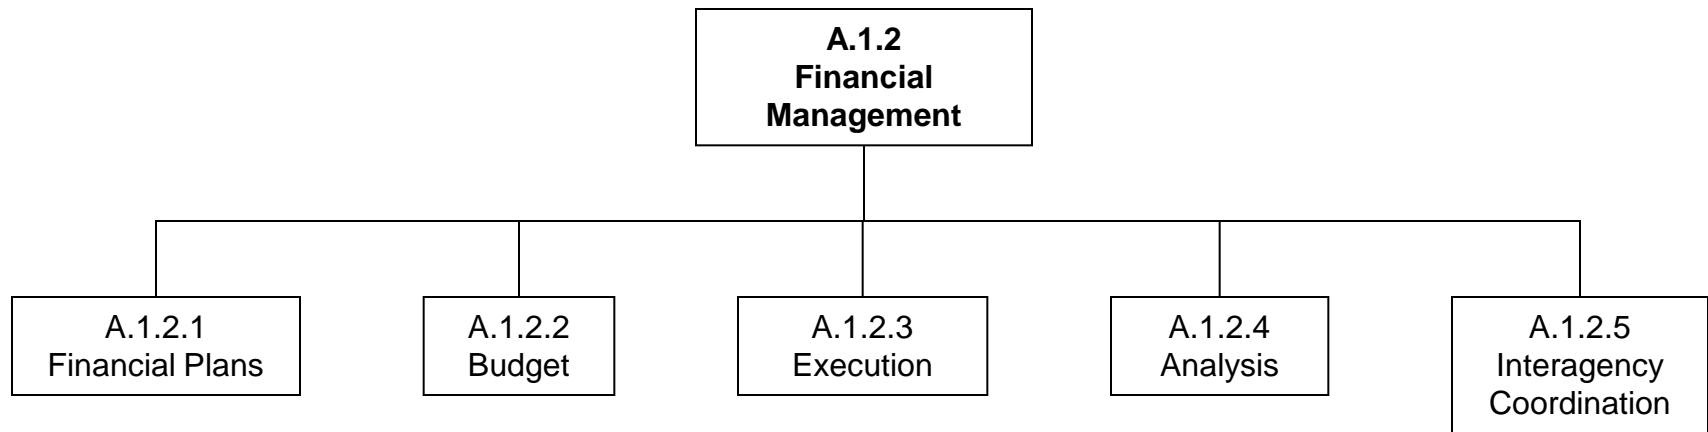 A.1.2
Financial
Management
A.1.2.1
Financial Plans
A.1.2.2
Budget
A.1.2.3
Execution
A.1.2.4
Analysis
A.1.2.5
Interagency
Coordination